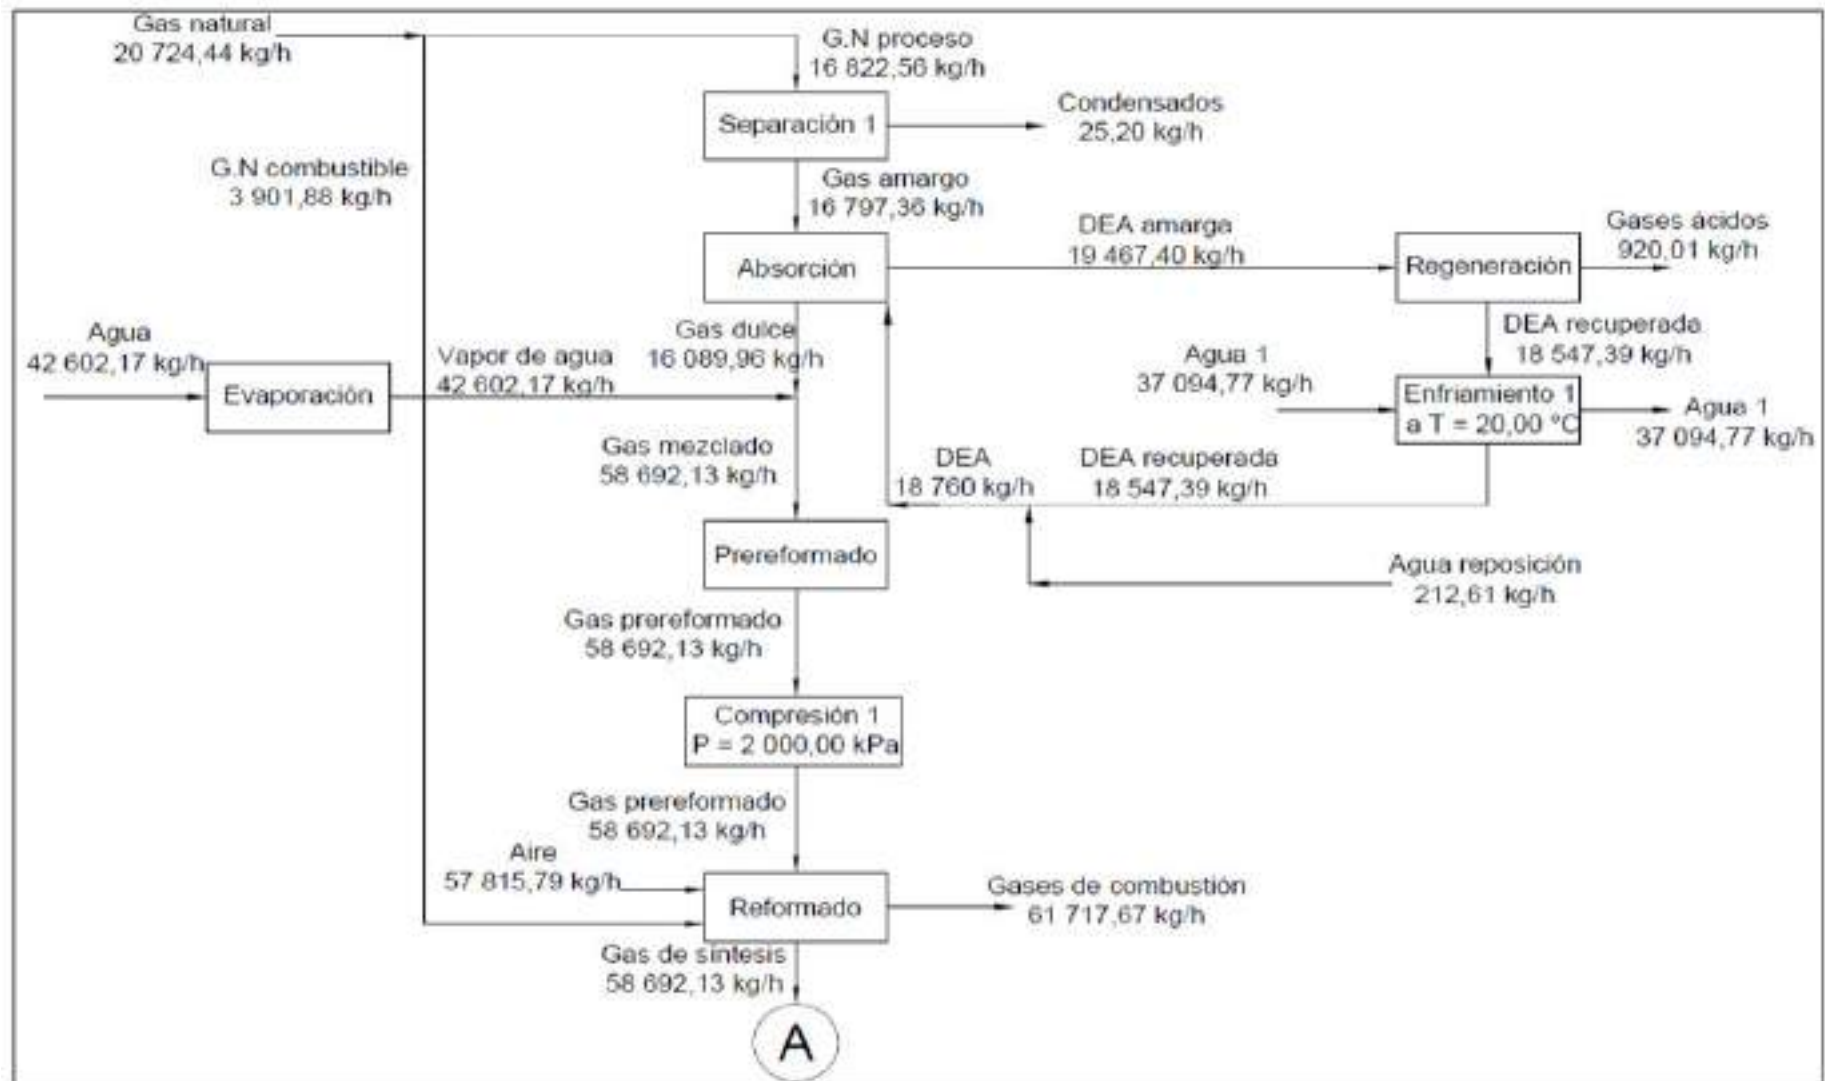 Gas natural
20 724,44 kg/h
G.N proceso
16 822,56 kg/h
Separación 1
Condensados
25,20 kg/h
G.N combustible
3 901,88 kg/h
Gas amargo
16 797,36 kg/h
Absorción
DEA amarga
19 467,40 kg/h
Regeneración
Gases ácidos
920,01 kg/h
Agua
42 602,17 kg/h
Evaporación
Vapor de agua
42 602,17 kg/h
Gas dulce
16 089,96 kg/h
DEA recuperada
18 547,39 kg/h
Agua 1
37 094,77 kg/h
Enfriamiento 1
a T = 20,00 °C
Agua 1
37 094,77 kg/h
Gas mezclado
58 692,13 kg/h
DEA
18 760 kg/h
DEA recuperada
18 547,39 kg/h
Prereformado
Agua reposición
212,61 kg/h
Gas prereformado
58 692,13 kg/h
Compresión 1
P = 2 000,00 kPa
Gas prereformado
58 692,13 kg/h
Aire
57 815,79 kg/h
Reformado
Gases de combustión
61 717,67 kg/h
Gas de síntesis
58 692,13 kg/h
A